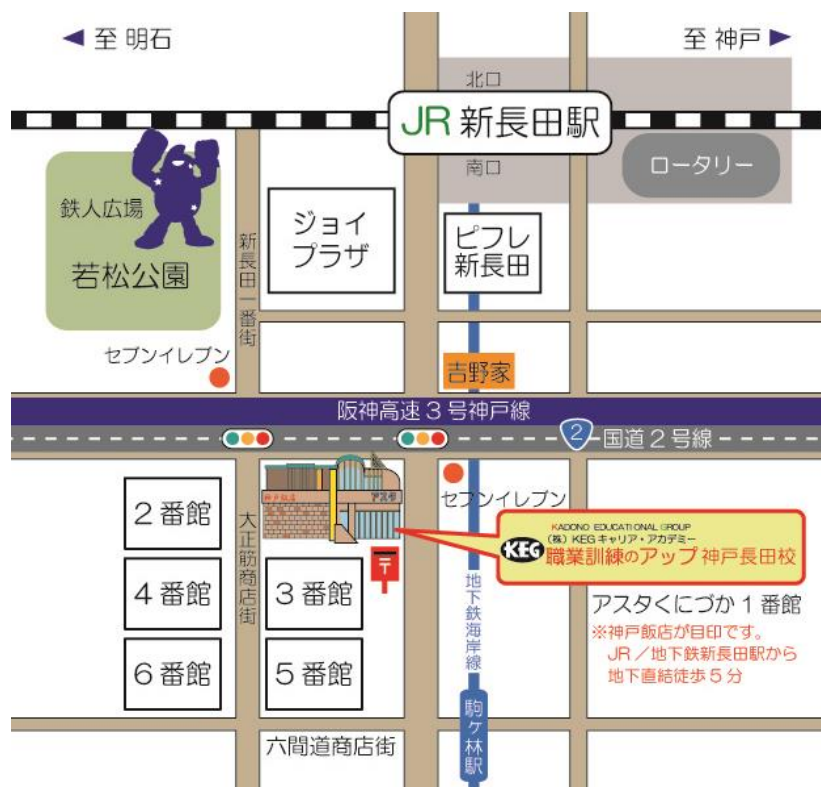 至 明石
至 神戸
北口
JR 新長田駅
南口
ロータリー
鉄人広場
若松公園
新長田一番街
ジョイ
プラザ
ピフレ
新長田
セブンイレブン
吉野家
阪神高速3号神戸線
2
国道2号線
神戸飯店
アスタ
セブンイレブン
2番館
大正筋商店街
KADONO EDUCATIONAL GROUP
(株)KEGキャリア・アカデミー
KEG
職業訓練のアップ 神戸長田校
〒
4番館
3番館
地下鉄海岸線
アスタくにづか1番館
※神戸飯店が目印です。
JR/地下鉄新長田駅から
地下直結徒歩5分
6番館
5番館
駒ヶ林駅
六間道商店街